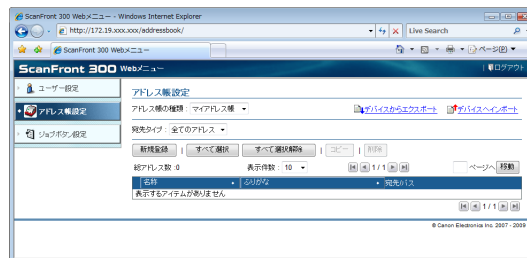 ScanFront 300 Webメニュー - Windows Internet Explorer
http://172.19.xxx.xxx/addressbook/
Live Search
ScanFront 300 Webメニュー
ページ(P)
ScanFront 300 Webメニュー
ログアウト
ユーザー設定
アドレス帳設定
ジョブボタン設定
アドレス帳設定
アドレス帳の種類: マイアドレス帳
デバイスからエクスポート
デバイスへインポート
宛先タイプ: 全てのアドレス
新規登録 | すべて選択 すべて選択解除 | コピー | 削除
総アドレス数 :0 表示件数: 10 1 / 1 ページへ 移動
名称 ふりがな 宛先/パス
表示するアイテムがありません
1 / 1
© Canon Electronics Inc. 2007 - 2009